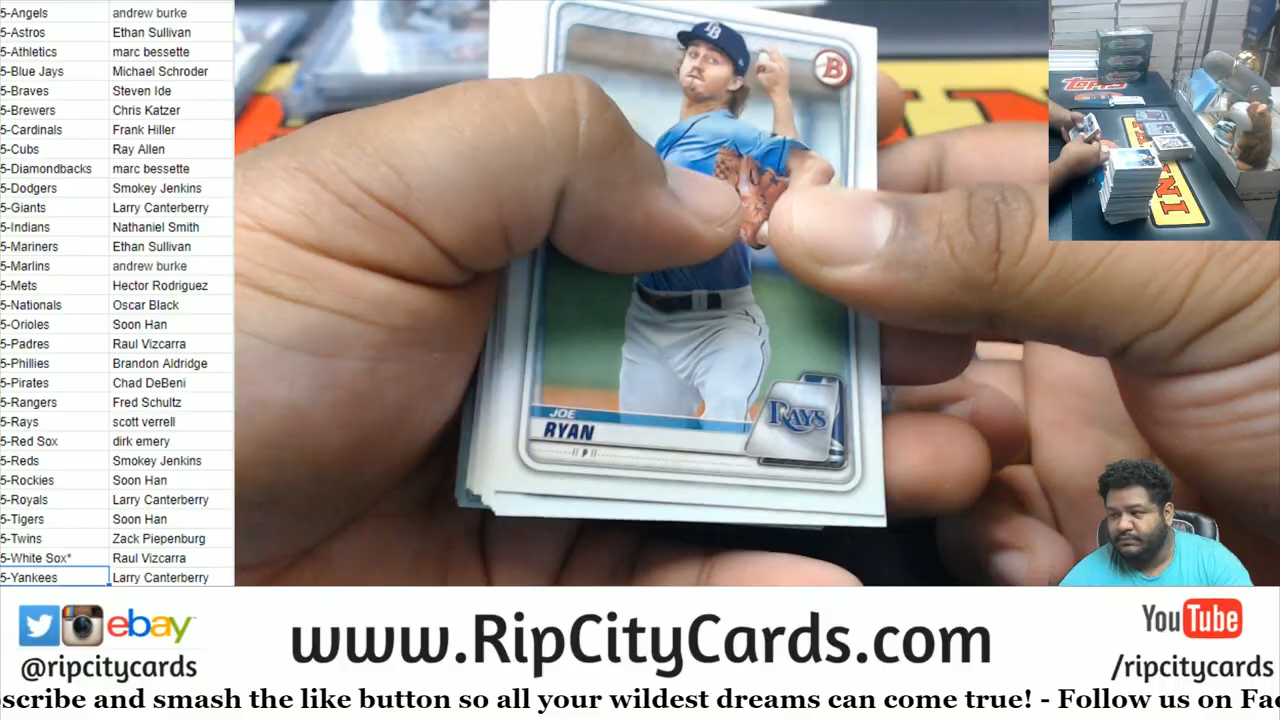 5-Angels andrew burke
5-Astros Ethan Sullivan
5-Athletics marc bessette
5-Blue Jays Michael Schroder
5-Braves Steven Ide
5-Brewers Chris Katzer
5-Cardinals Frank Hiller
5-Cubs Ray Allen
5-Diamondbacks marc bessette
5-Dodgers Smokey Jenkins
5-Giants Larry Canterberry
5-Indians Nathaniel Smith
5-Mariners Ethan Sullivan
5-Marlins andrew burke
5-Mets Hector Rodriguez
5-Nationals Oscar Black
5-Orioles Soon Han
5-Padres Raul Vizcarra
5-Phillies Brandon Aldridge
5-Pirates Chad DeBeni
5-Rangers Fred Schultz
5-Rays scott verrell
5-Red Sox dirk emery
5-Reds Smokey Jenkins
5-Rockies Soon Han
5-Royals Larry Canterberry
5-Tigers Soon Han
5-Twins Zack Piepenburg
5-White Sox* Raul Vizcarra
5-Yankees Larry Canterberry
TB
B
JOE
RYAN
P
RAYS
TOPPS
ebay
@ripcitycards
www.RipCityCards.com
YouTube
/ripcitycards
bscribe and smash the like button so all your wildest dreams can come true! - Follow us on Fac